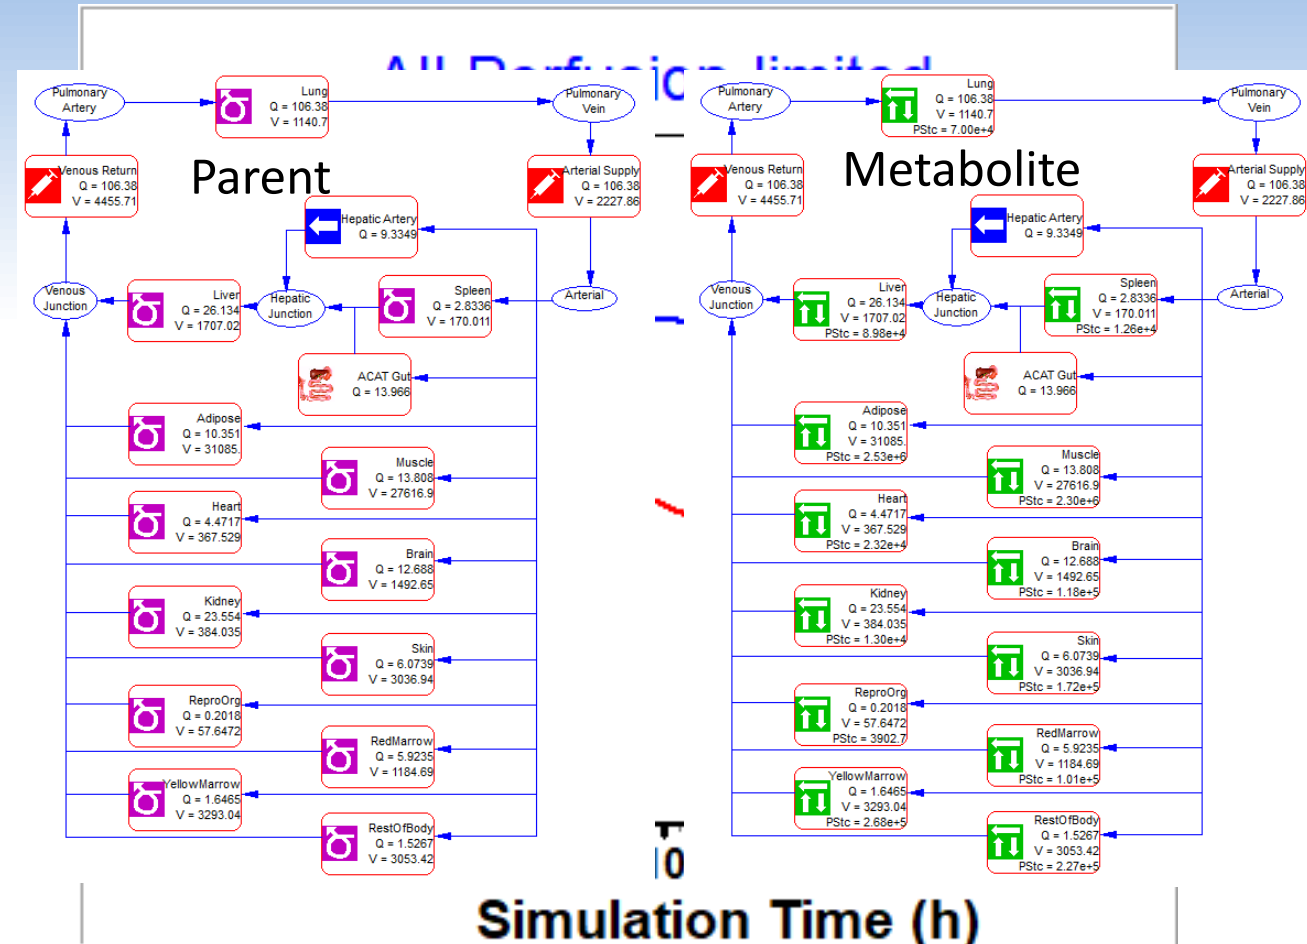 All Perfusion limited
Parent
Pulmonary
Artery
Lung
Q = 106.38
V = 1140.7
Pulmonary
Vein
Venous Return
Q = 106.38
V = 4455.71
Arterial Supply
Q = 106.38
V = 2227.86
Hepatic Artery
Q = 9.3349
Venous
Junction
Liver
Q = 26.134
V = 1707.02
Hepatic
Junction
Spleen
Q = 2.8336
V = 170.011
Arterial
ACAT Gut
Q = 13.966
Adipose
Q = 10.351
V = 31085.
Muscle
Q = 13.808
V = 27616.9
Heart
Q = 4.4717
V = 367.529
Brain
Q = 12.688
V = 1492.65
Kidney
Q = 23.554
V = 384.035
Skin
Q = 6.0739
V = 3036.94
ReproOrg
Q = 0.2018
V = 57.6472
RedMarrow
Q = 5.9235
V = 1184.69
YellowMarrow
Q = 1.6465
V = 3293.04
RestOfBody
Q = 1.5267
V = 3053.42
Metabolite
Pulmonary
Artery
Lung
Q = 106.38
V = 1140.7
PStc = 7.00e+4
Pulmonary
Vein
Venous Return
Q = 106.38
V = 4455.71
Arterial Supply
Q = 106.38
V = 2227.86
Hepatic Artery
Q = 9.3349
Venous
Junction
Liver
Q = 26.134
V = 1707.02
PStc = 8.98e+4
Hepatic
Junction
Spleen
Q = 2.8336
V = 170.011
PStc = 1.26e+4
Arterial
ACAT Gut
Q = 13.966
Adipose
Q = 10.351
V = 31085.
PStc = 2.53e+6
Muscle
Q = 13.808
V = 27616.9
PStc = 2.30e+6
Heart
Q = 4.4717
V = 367.529
PStc = 2.32e+4
Brain
Q = 12.688
V = 1492.65
PStc = 1.18e+5
Kidney
Q = 23.554
V = 384.035
PStc = 1.30e+4
Skin
Q = 6.0739
V = 3036.94
PStc = 1.72e+5
ReproOrg
Q = 0.2018
V = 57.6472
PStc = 3902.7
RedMarrow
Q = 5.9235
V = 1184.69
PStc = 1.01e+5
YellowMarrow
Q = 1.6465
V = 3293.04
PStc = 2.68e+5
RestOfBody
Q = 1.5267
V = 3053.42
PStc = 2.27e+5
Simulation Time (h)